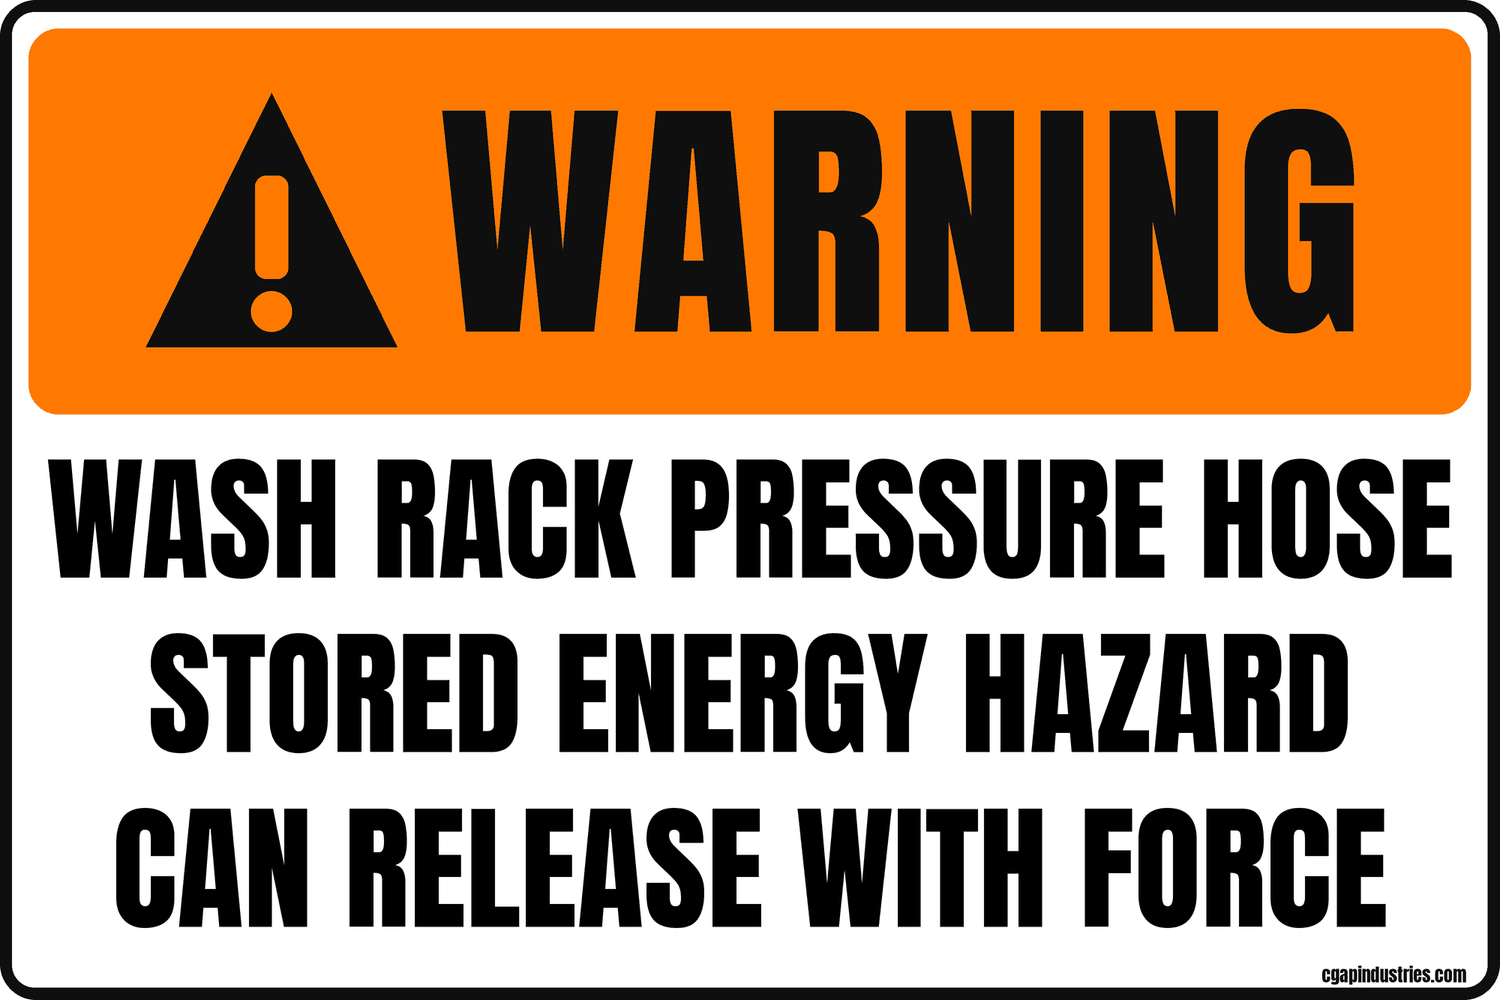 WARNING
WASH RACK PRESSURE HOSE
STORED ENERGY HAZARD
CAN RELEASE WITH FORCE
cgapindustries.com